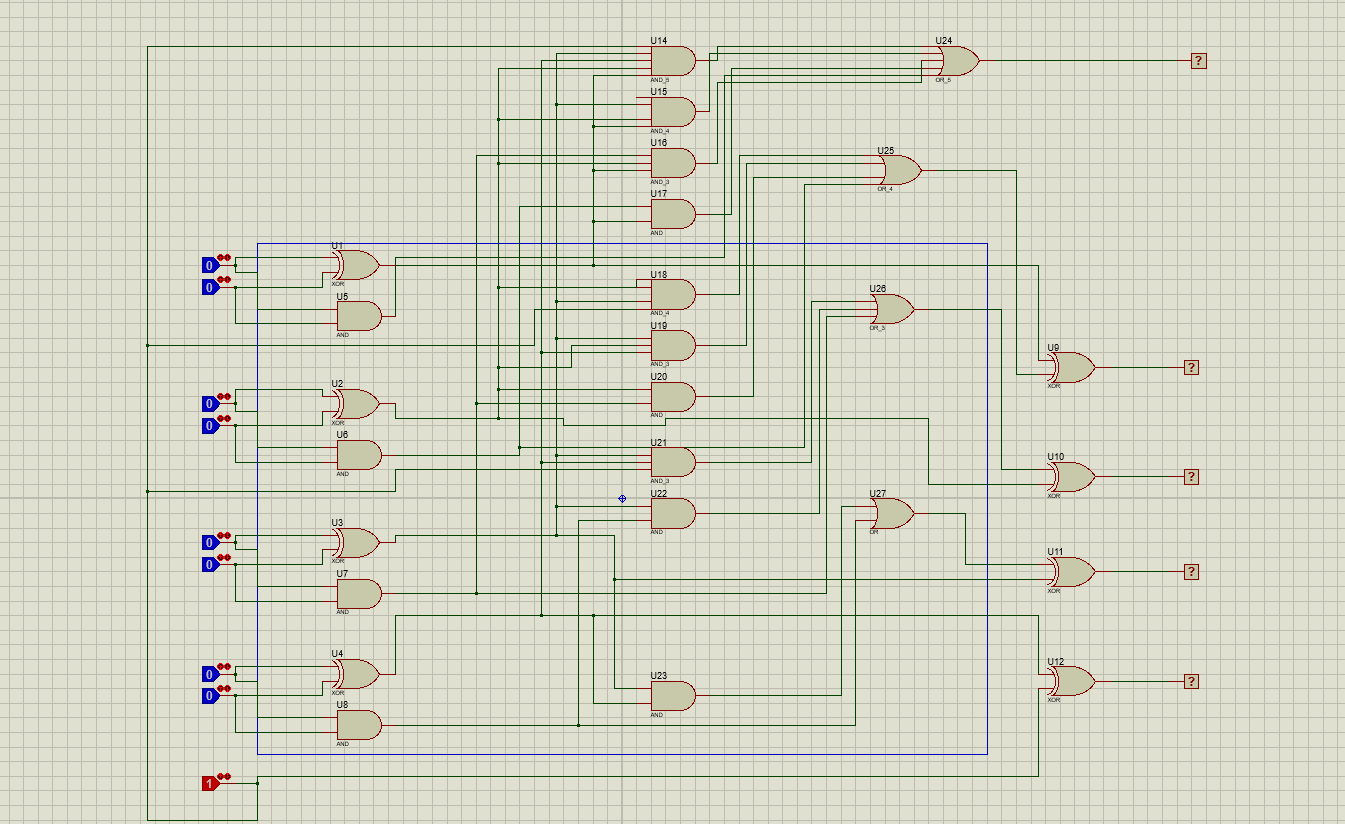 U14
AND_5
U24
OR_5
?
U15
AND_4
U16
AND_3
U25
OR_4
U17
AND
U1
XOR
0
0
U5
AND
U18
AND_4
U26
OR_3
U19
AND_3
U9
XOR
?
U20
AND
U2
XOR
0
0
U6
AND
U21
AND_3
U10
XOR
?
U22
AND
U27
OR
U3
XOR
0
0
U7
AND
U11
XOR
?
U4
XOR
0
0
U8
AND
U23
AND
U12
XOR
?
1